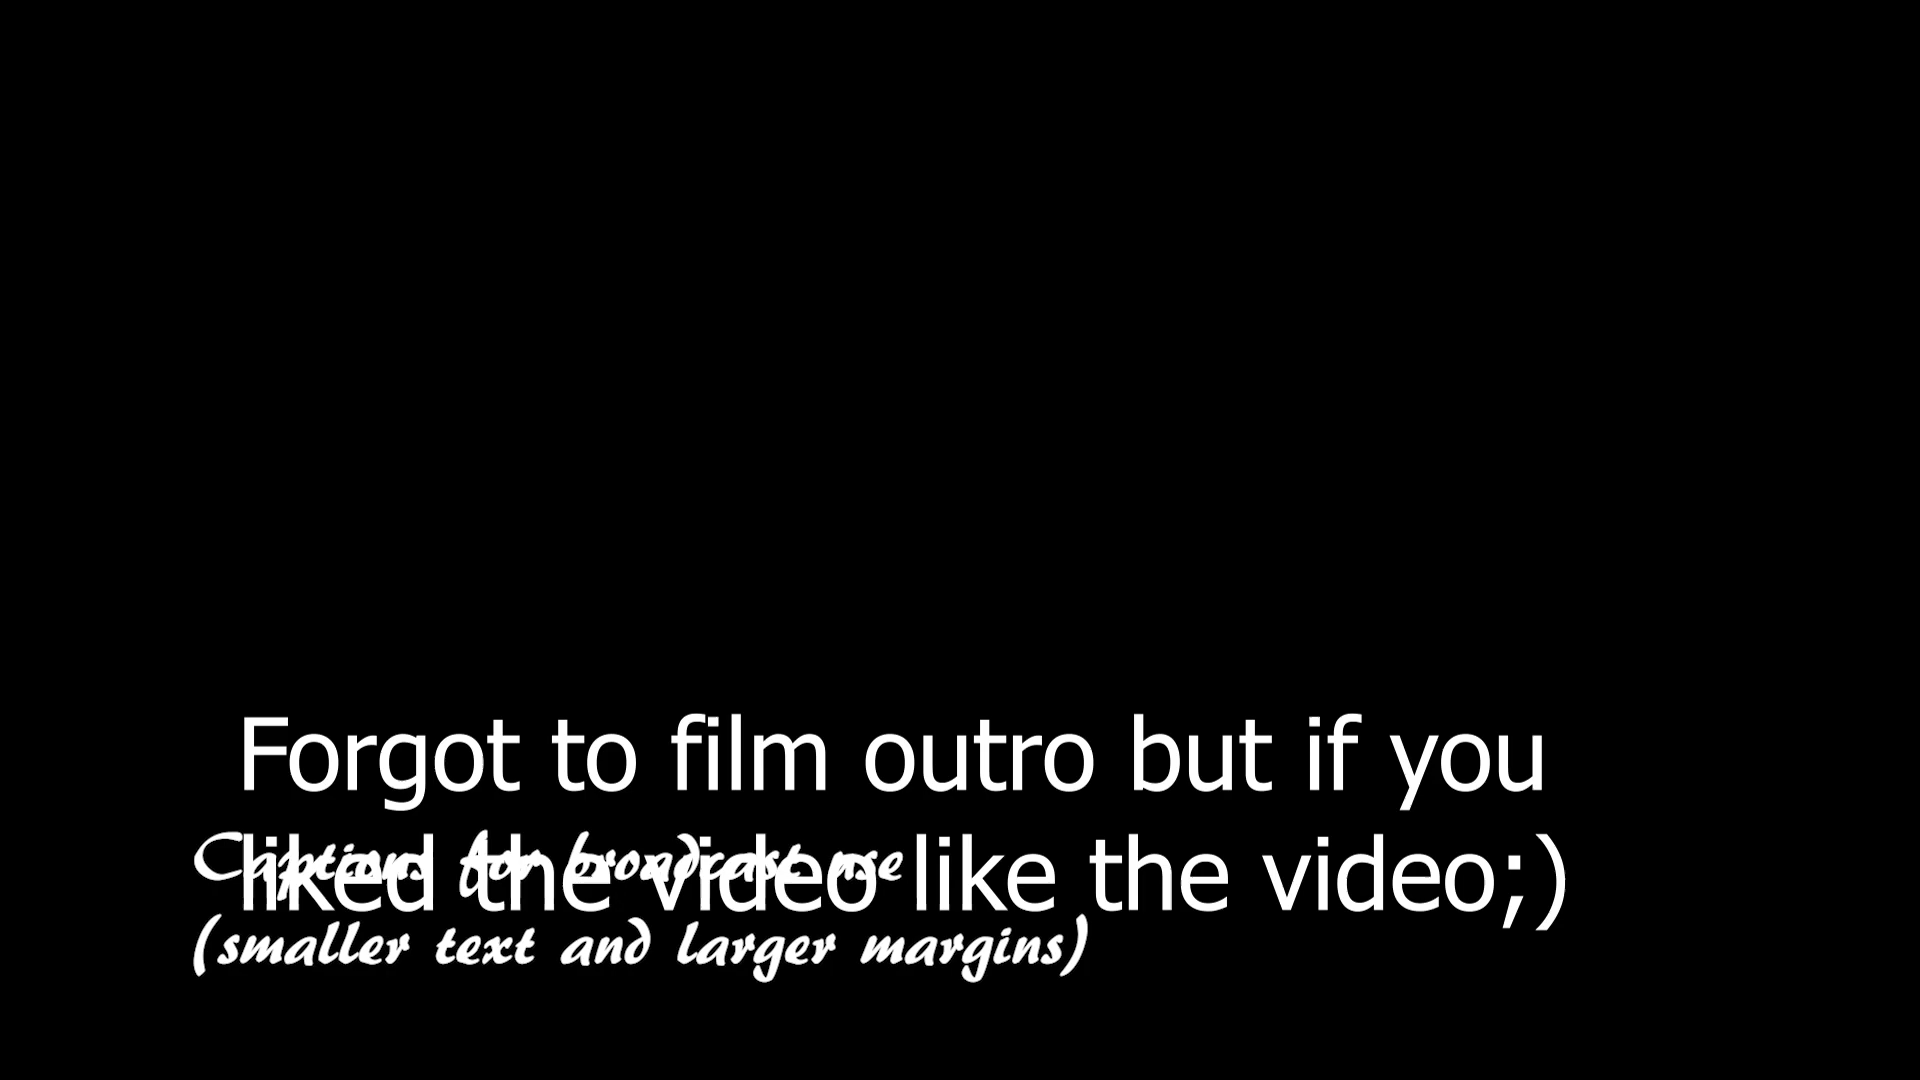 Forgot to film outro but if you
liked the video like the video;)
Captions for broadcast use
(smaller text and larger margins)